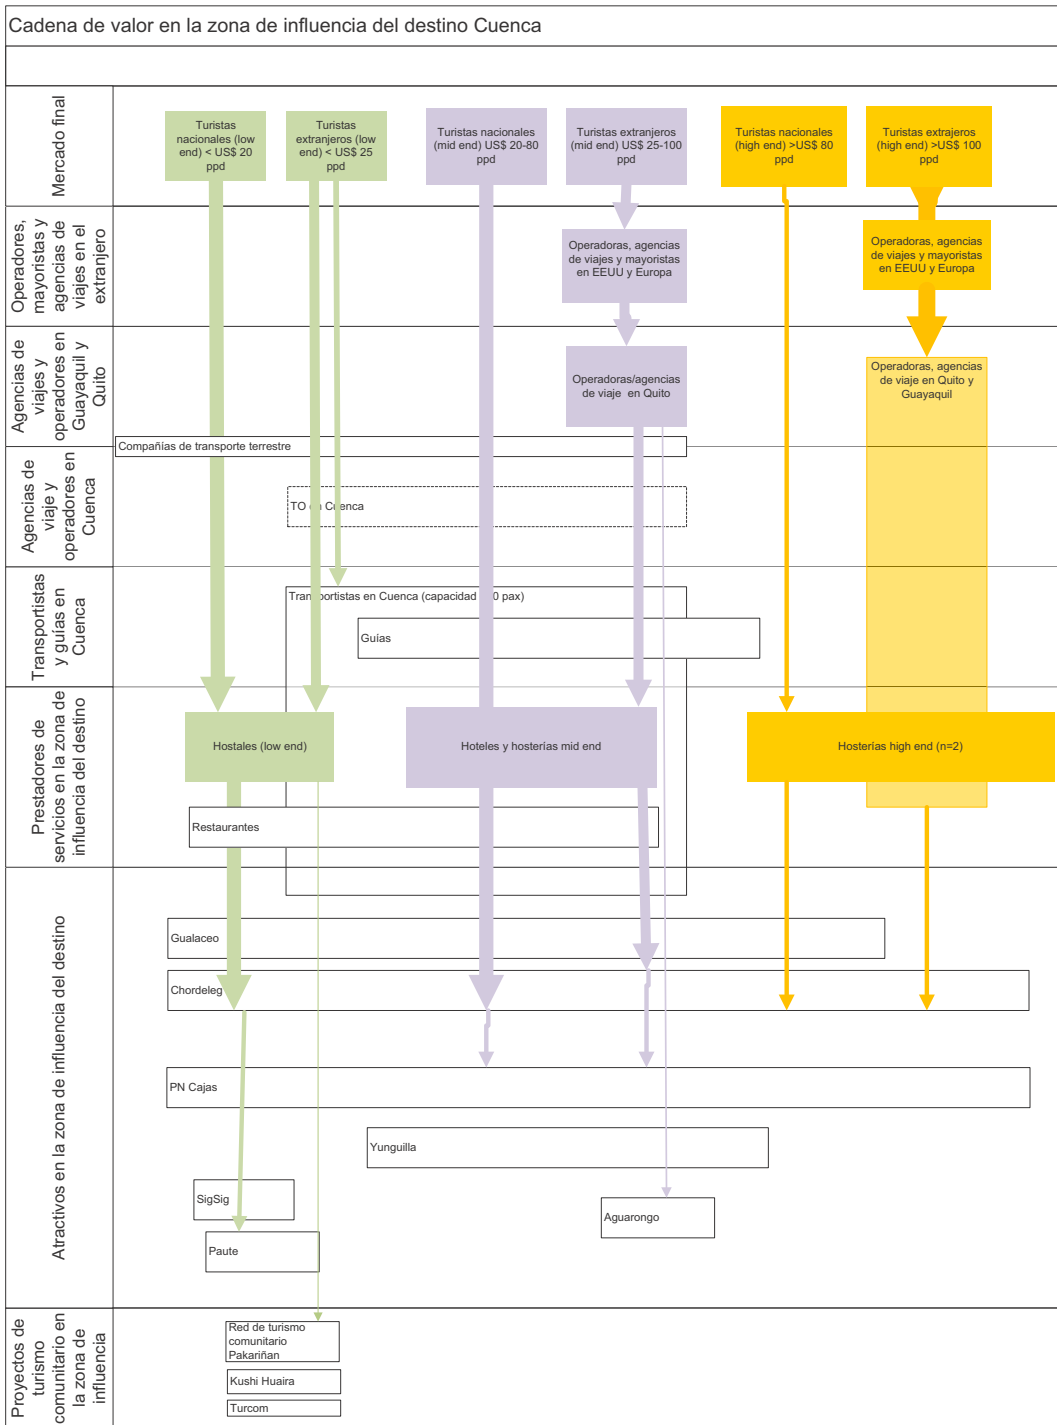 Cadena de valor en la zona de influencia del destino Cuenca
Mercado final
Turistas
nacionales (low
end) < US$ 20
ppd
Turistas
extranjeros (low
end) < US$ 25
ppd
Turistas nacionales
(mid end) US$ 20-80
ppd
Turistas extranjeros
(mid end) US$ 25-100
ppd
Turistas nacionales
(high end) >US$ 80
ppd
Turistas extrajeros
(high end) >US$ 100
ppd
Operadores,
mayoristas y
agencias de
viajes en el
extranjero
Operadoras, agencias
de viajes y mayoristas
en EEUU y Europa
Operadoras, agencias
de viajes y mayoristas
en EEUU y Europa
Agencias de
viajes y
operadores en
Guayaquil y
Quito
Operadoras/agencias
de viaje en Quito
Operadoras, agencias
de viaje en Quito y
Guayaquil
Compañías de transporte terrestre
Agencias de
viaje y
operadores en
Cuenca
TO en Cuenca
Transportistas
y guías en
Cuenca
Transportistas en Cuenca (capacidad 0 pax)
Guías
Prestadores de
servicios en la zona de
influencia del destino
Hostales (low end)
Hoteles y hosterías mid end
Hosterías high end (n=2)
Restaurantes
Atractivos en la zona de influencia del destino
Gualaceo
Chordeleg
PN Cajas
Yunguilla
SigSig
Aguarongo
Paute
Proyectos de
turismo
comunitario en
la zona de
influencia
Red de turismo
comunitario
Pakariñan
Kushi Huaira
Turcom